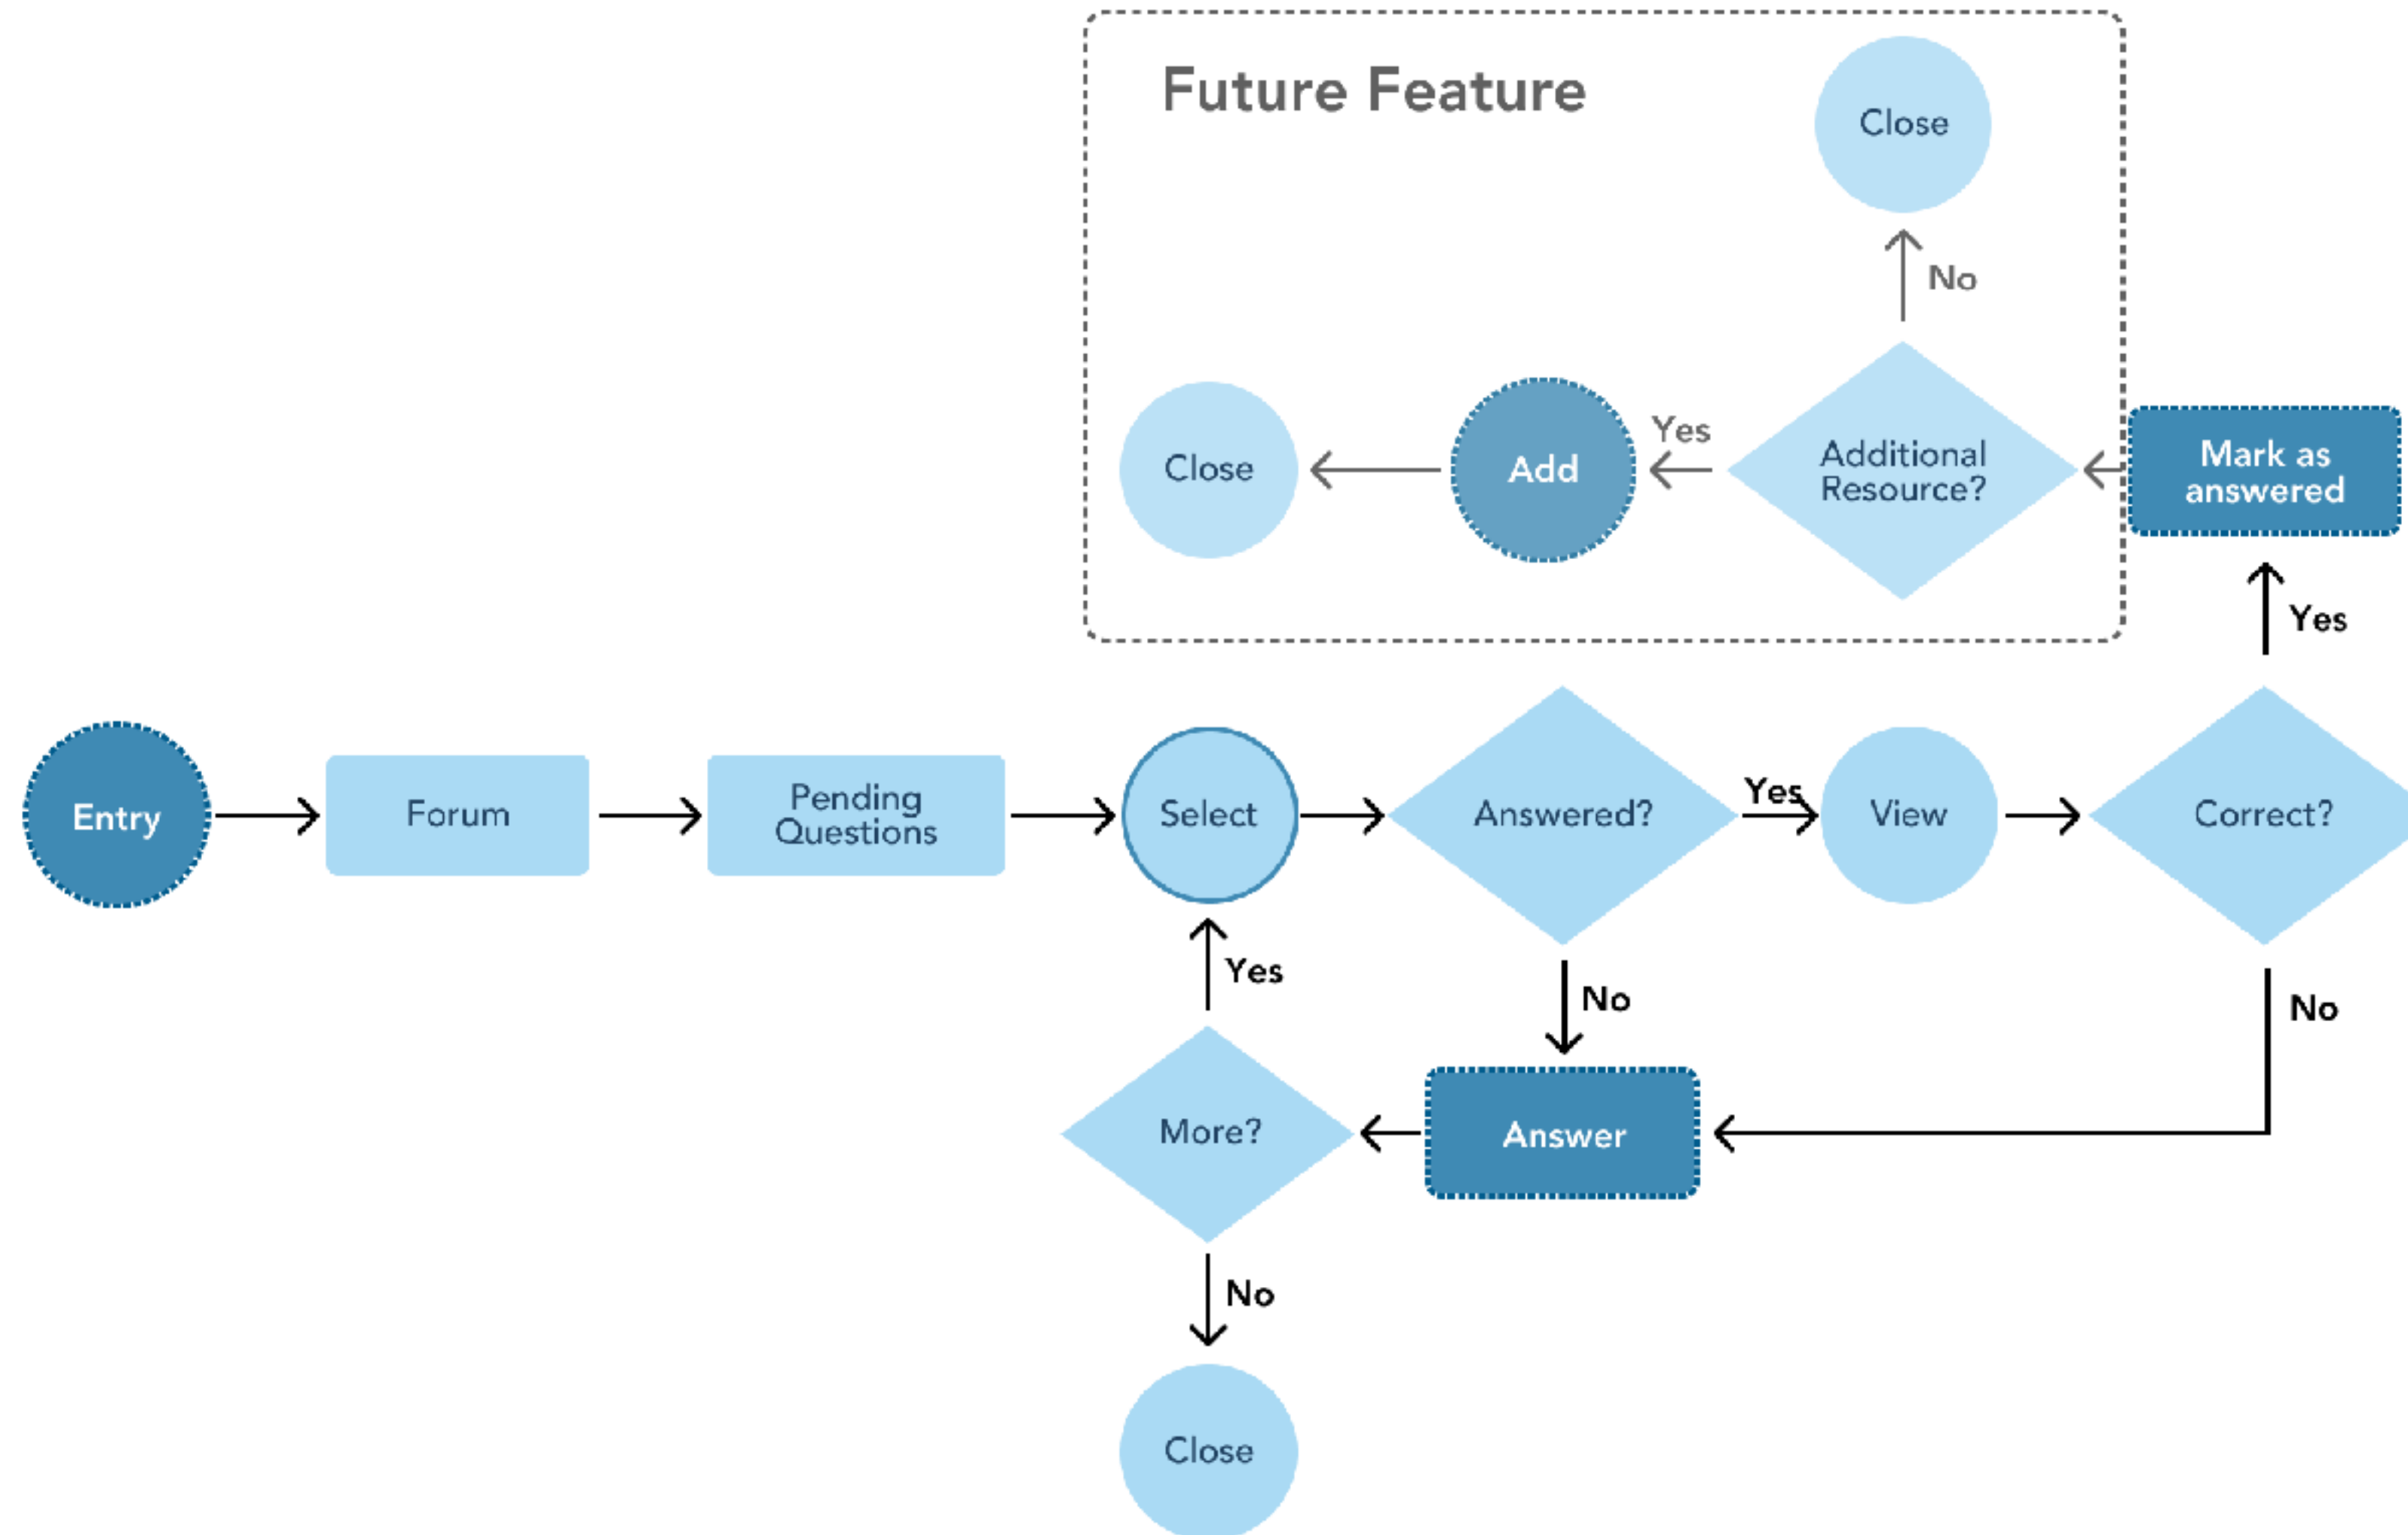 Future Feature
Close
No
Close
Add
Yes
Additional
Resource?
Mark as
answered
Yes
Entry
Forum
Pending
Questions
Select
Answered?
Yes
View
Correct?
Yes
No
No
More?
Answer
No
Close